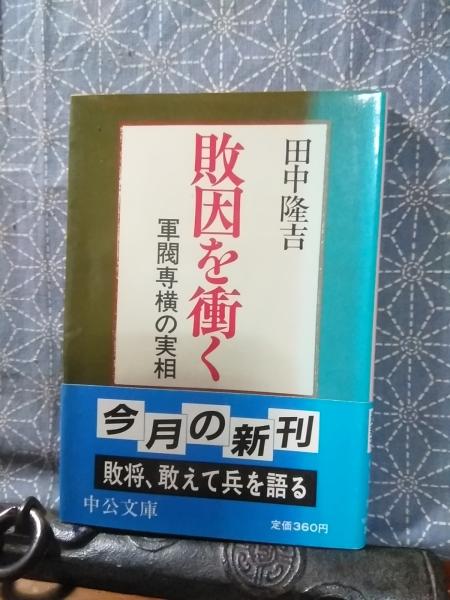 田中隆吉
敗因を衝く
軍閥専横の実相
今月の新刊
敗将、敢えて兵を語る
中公文庫
定価360円